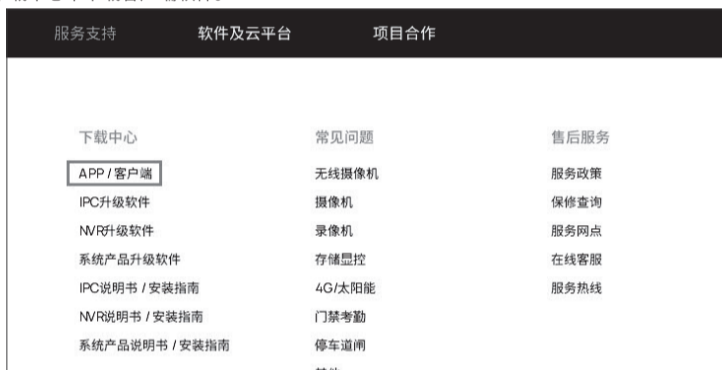 服务支持 软件及云平台 项目合作
下载中心 常见问题 售后服务
APP / 客户端 无线摄像机 服务政策
IPC升级软件 摄像机 保修查询
NVR升级软件 录像机 服务网点
系统产品升级软件 存储显控 在线客服
IPC说明书 / 安装指南 4G/太阳能 服务热线
NVR说明书 / 安装指南 门禁考勤
系统产品说明书 / 安装指南 停车道闸